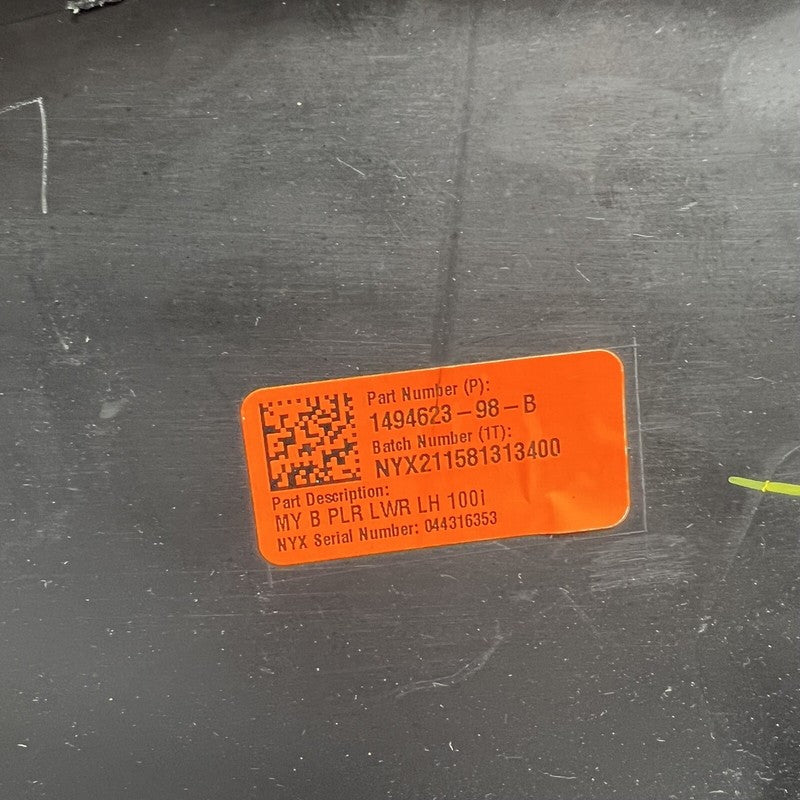 Part Number (P):
1494623-98-B
Batch Number (1T):
NYX211581313400
Part Description:
MY B PLR LWR LH 100i
NYX Serial Number: 044316353